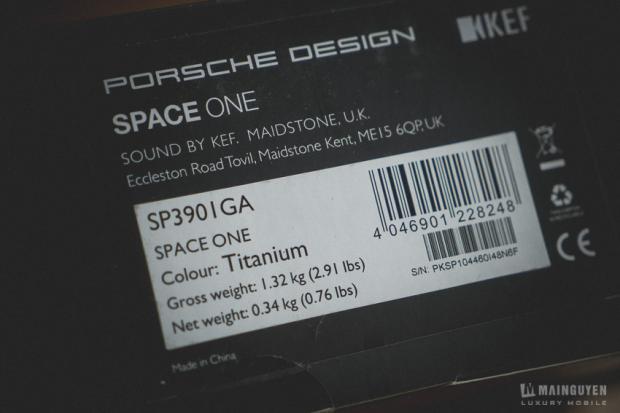 PORSCHE DESIGN
KEF
SPACE ONE
SOUND BY KEF. MAIDSTONE, U.K.
Eccleston Road Tovil, Maidstone Kent, ME15 6QP, UK
SP3901GA
SPACE ONE
Colour: Titanium
Gross weight: 1.32 kg (2.91 lbs)
Net weight: 0.34 kg (0.76 lbs)
4 046901 228248
S/N: PKSP104460I48N6F
CE
Made in China
MAINGUYEN
LUXURY MOBILE